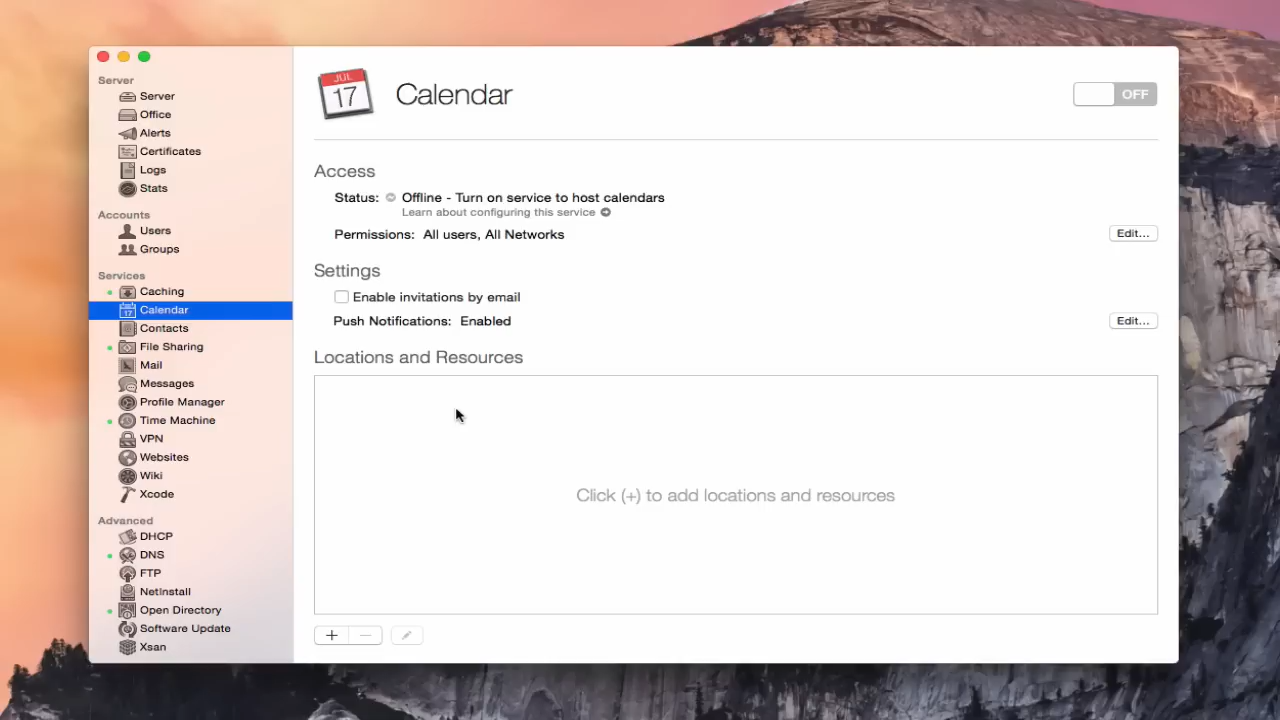 Server
Server
Office
Alerts
Certificates
Logs
Stats
Accounts
Users
Groups
Services
Caching
Calendar
Contacts
File Sharing
Mail
Messages
Profile Manager
Time Machine
VPN
Websites
Wiki
Xcode
Advanced
DHCP
DNS
FTP
NetInstall
Open Directory
Software Update
Xsan
JUL
17
Calendar
OFF
Access
Status: Offline - Turn on service to host calendars
Learn about configuring this service
Permissions: All users, All Networks
Edit...
Settings
Enable invitations by email
Push Notifications: Enabled
Edit...
Locations and Resources
Click (+) to add locations and resources